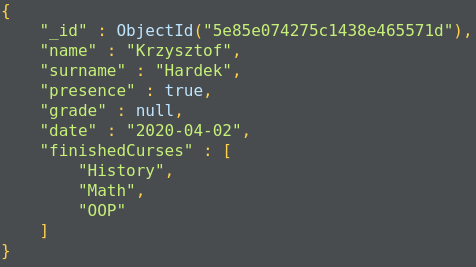 {
"_id" : ObjectId("5e85e074275c1438e465571d"),
"name" : "Krzysztof",
"surname" : "Hardek",
"presence" : true,
"grade" : null,
"date" : "2020-04-02",
"finishedCurses" : [
"History",
"Math",
"OOP"
]
}